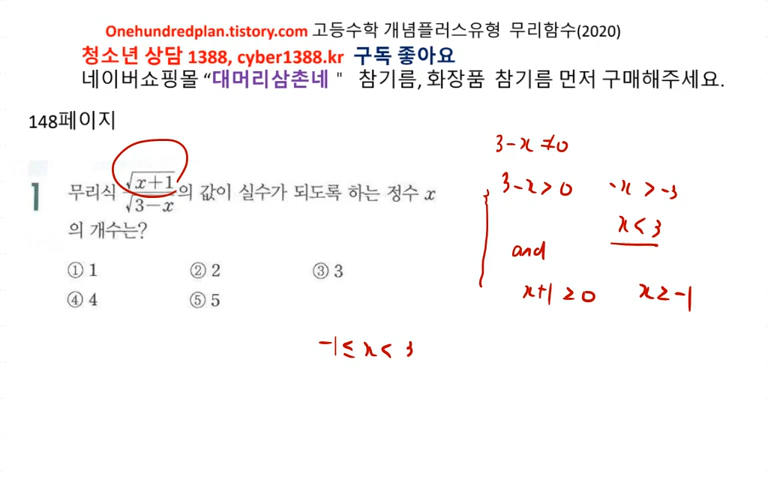 Onehundredplan.tistory.com 고등수학 개념플러스유형 무리함수(2020)
청소년 상담 1388, cyber1388.kr 구독 좋아요
네이버쇼핑몰 “대머리삼촌네 " 참기름, 화장품 참기름 먼저 구매해주세요.
148페이지
1 무리식 √(x+1)/√(3−x)의 값이 실수가 되도록 하는 정수 x
의 개수는?
① 1 ② 2 ③ 3
④ 4 ⑤ 5
3-x ≠0
3-x>0 -x>-3
x<3
and
x+1≥0 x≥-1
-1≤x<3